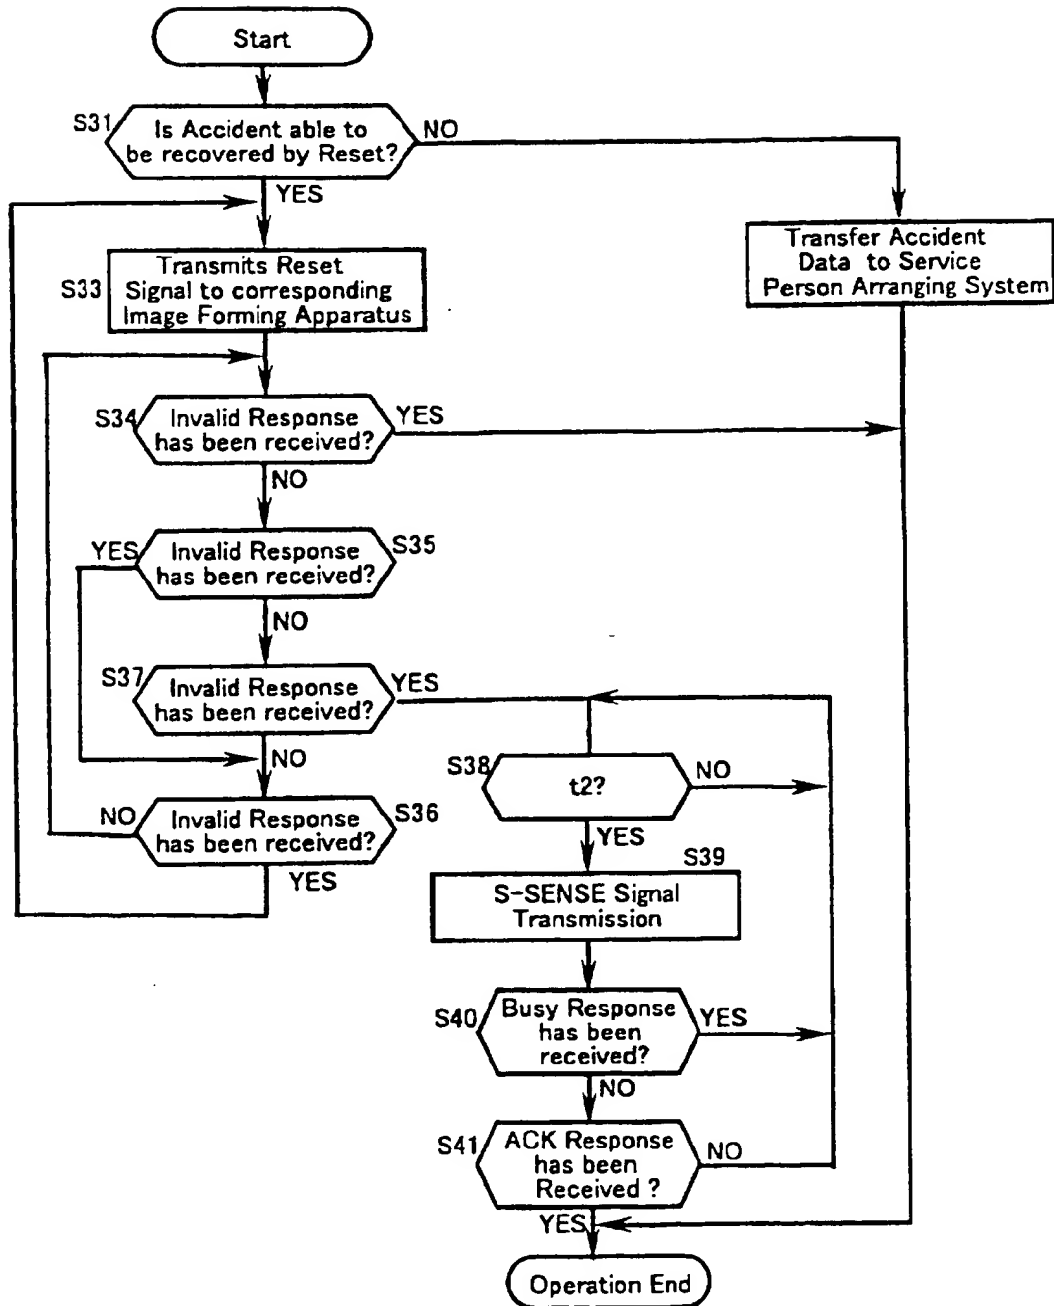 Start
S31
Is Accident able to
be recovered by Reset?
NO
YES
Transfer Accident
Data to Service
Person Arranging System
S33
Transmits Reset
Signal to corresponding
Image Forming Apparatus
S34
Invalid Response
has been received?
YES
NO
YES
Invalid Response
has been received?
S35
NO
S37
Invalid Response
has been received?
YES
NO
S38
t2?
NO
YES
NO
Invalid Response
has been received?
S36
YES
S39
S-SENSE Signal
Transmission
S40
Busy Response
has been
received?
YES
NO
S41
ACK Response
has been
Received ?
NO
YES
Operation End